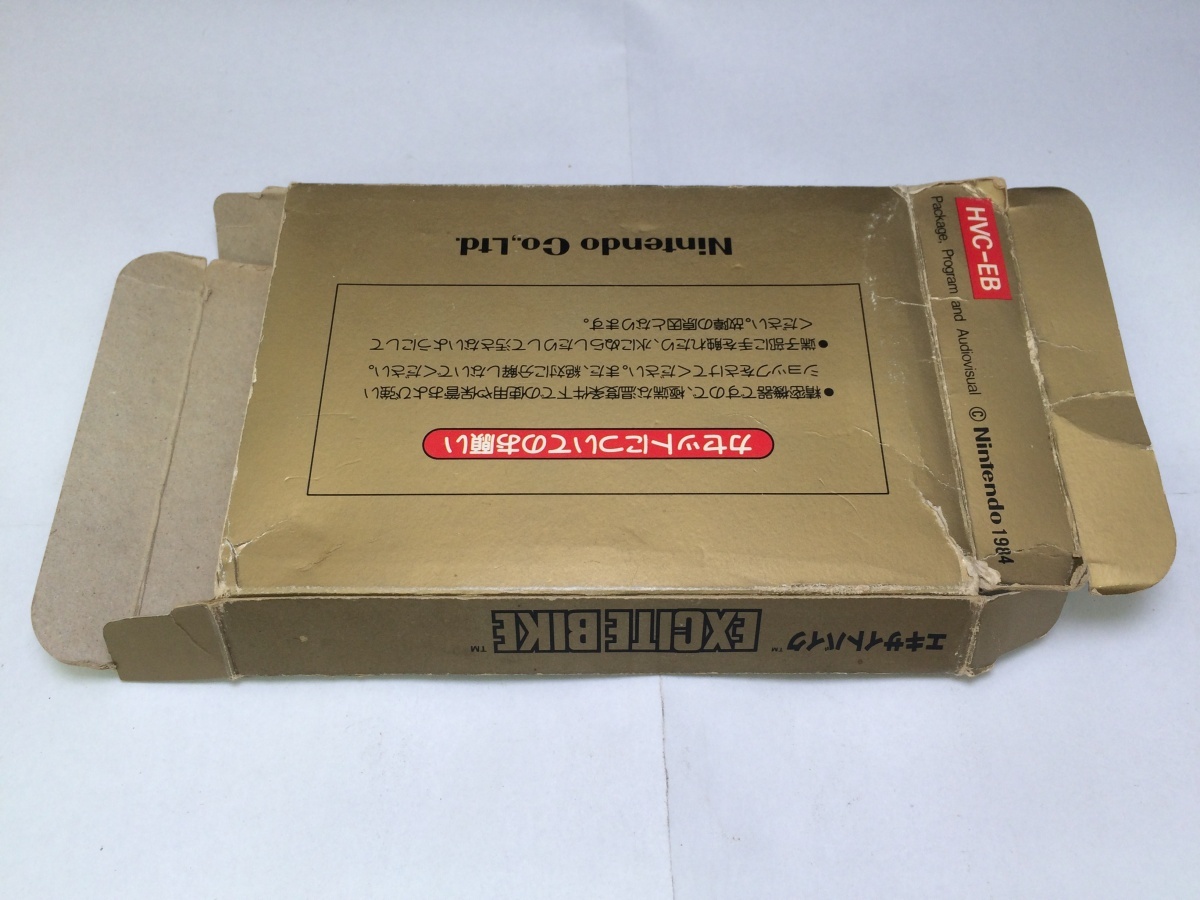 カセットについてのお願い
●精密機器ですので、極端な温度条件下での使用や保管および強い
ショックをさけてください。また、絶対に分解しないでください。
●端子部に手を触れたり、水にぬらしたりして汚さないようにして
ください。故障の原因となります。
Nintendo Co.,Ltd.
HVC-EB
Package, Program and Audiovisual © Nintendo 1984
エキサイトバイク™ EXCITEBIKE™